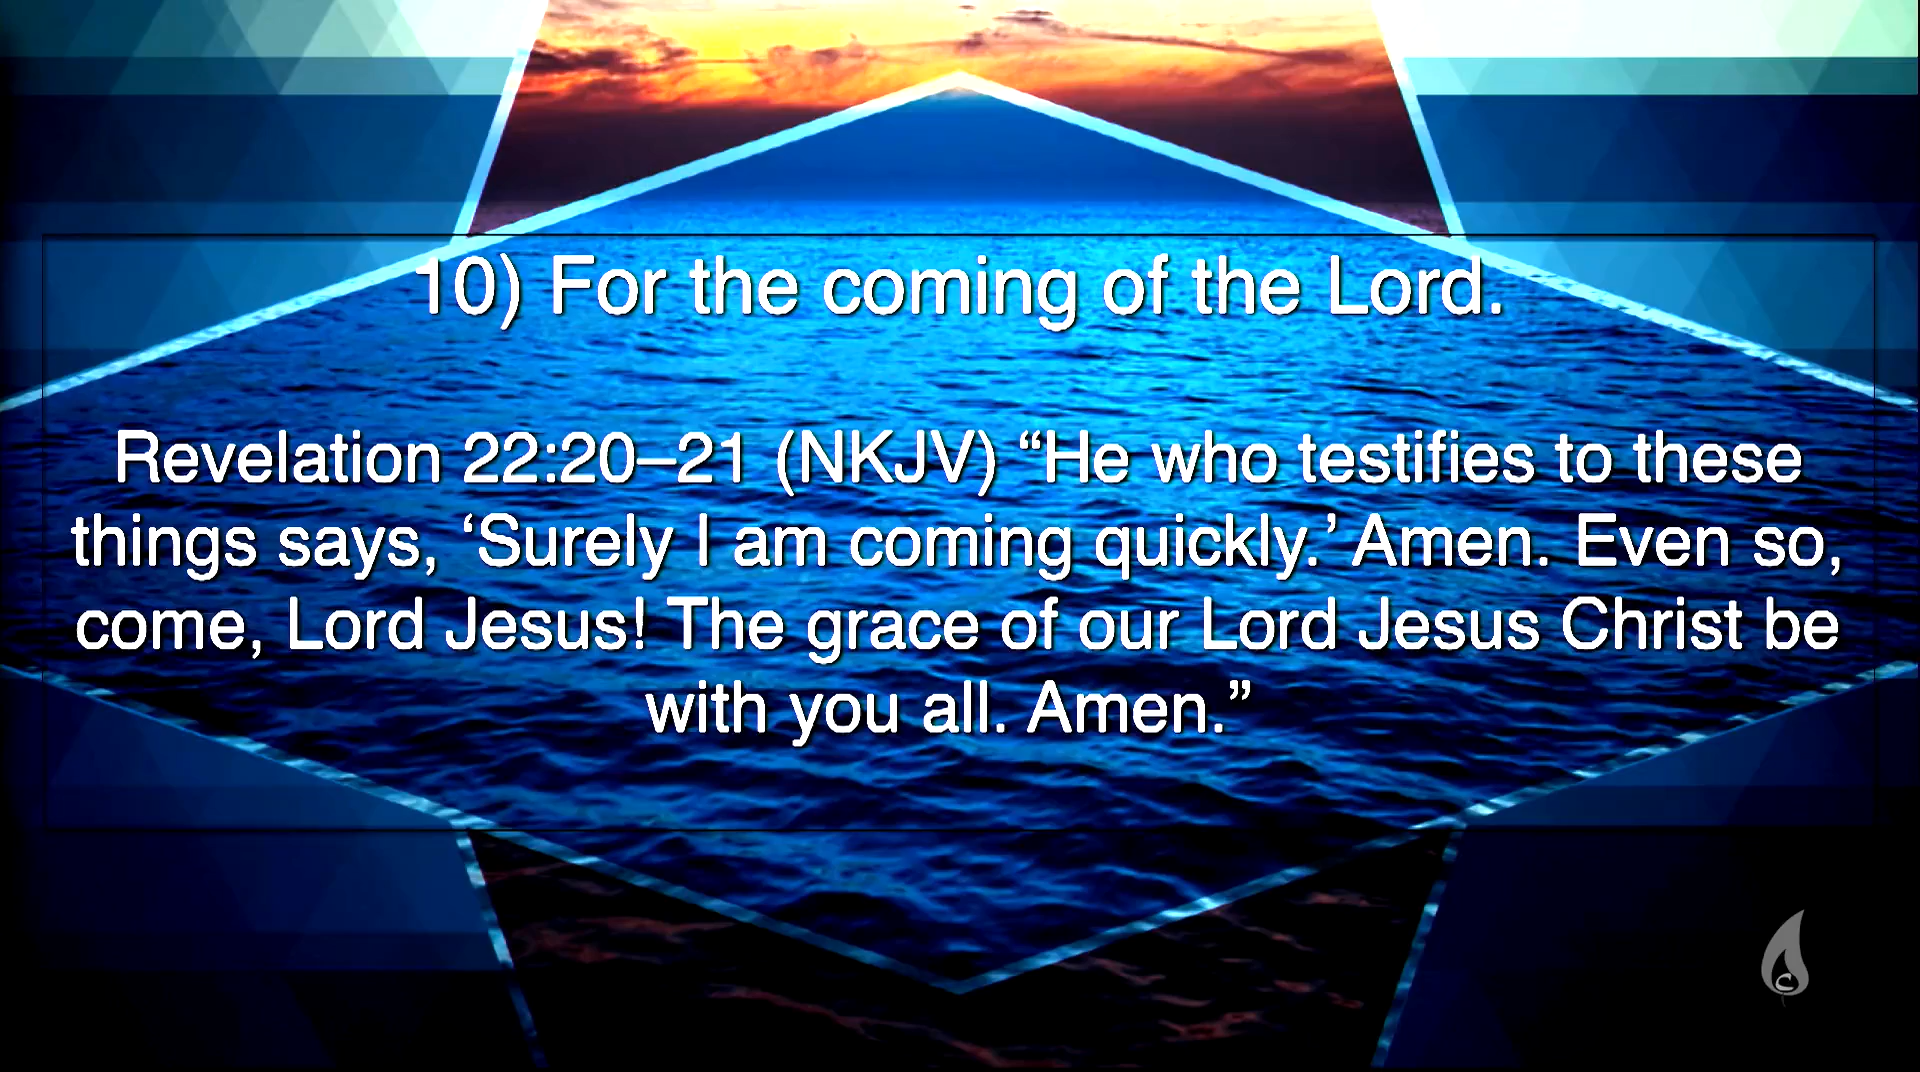 10) For the coming of the Lord.
Revelation 22:20–21 (NKJV) “He who testifies to these
things says, ‘Surely I am coming quickly.’ Amen. Even so,
come, Lord Jesus! The grace of our Lord Jesus Christ be
with you all. Amen.”
C